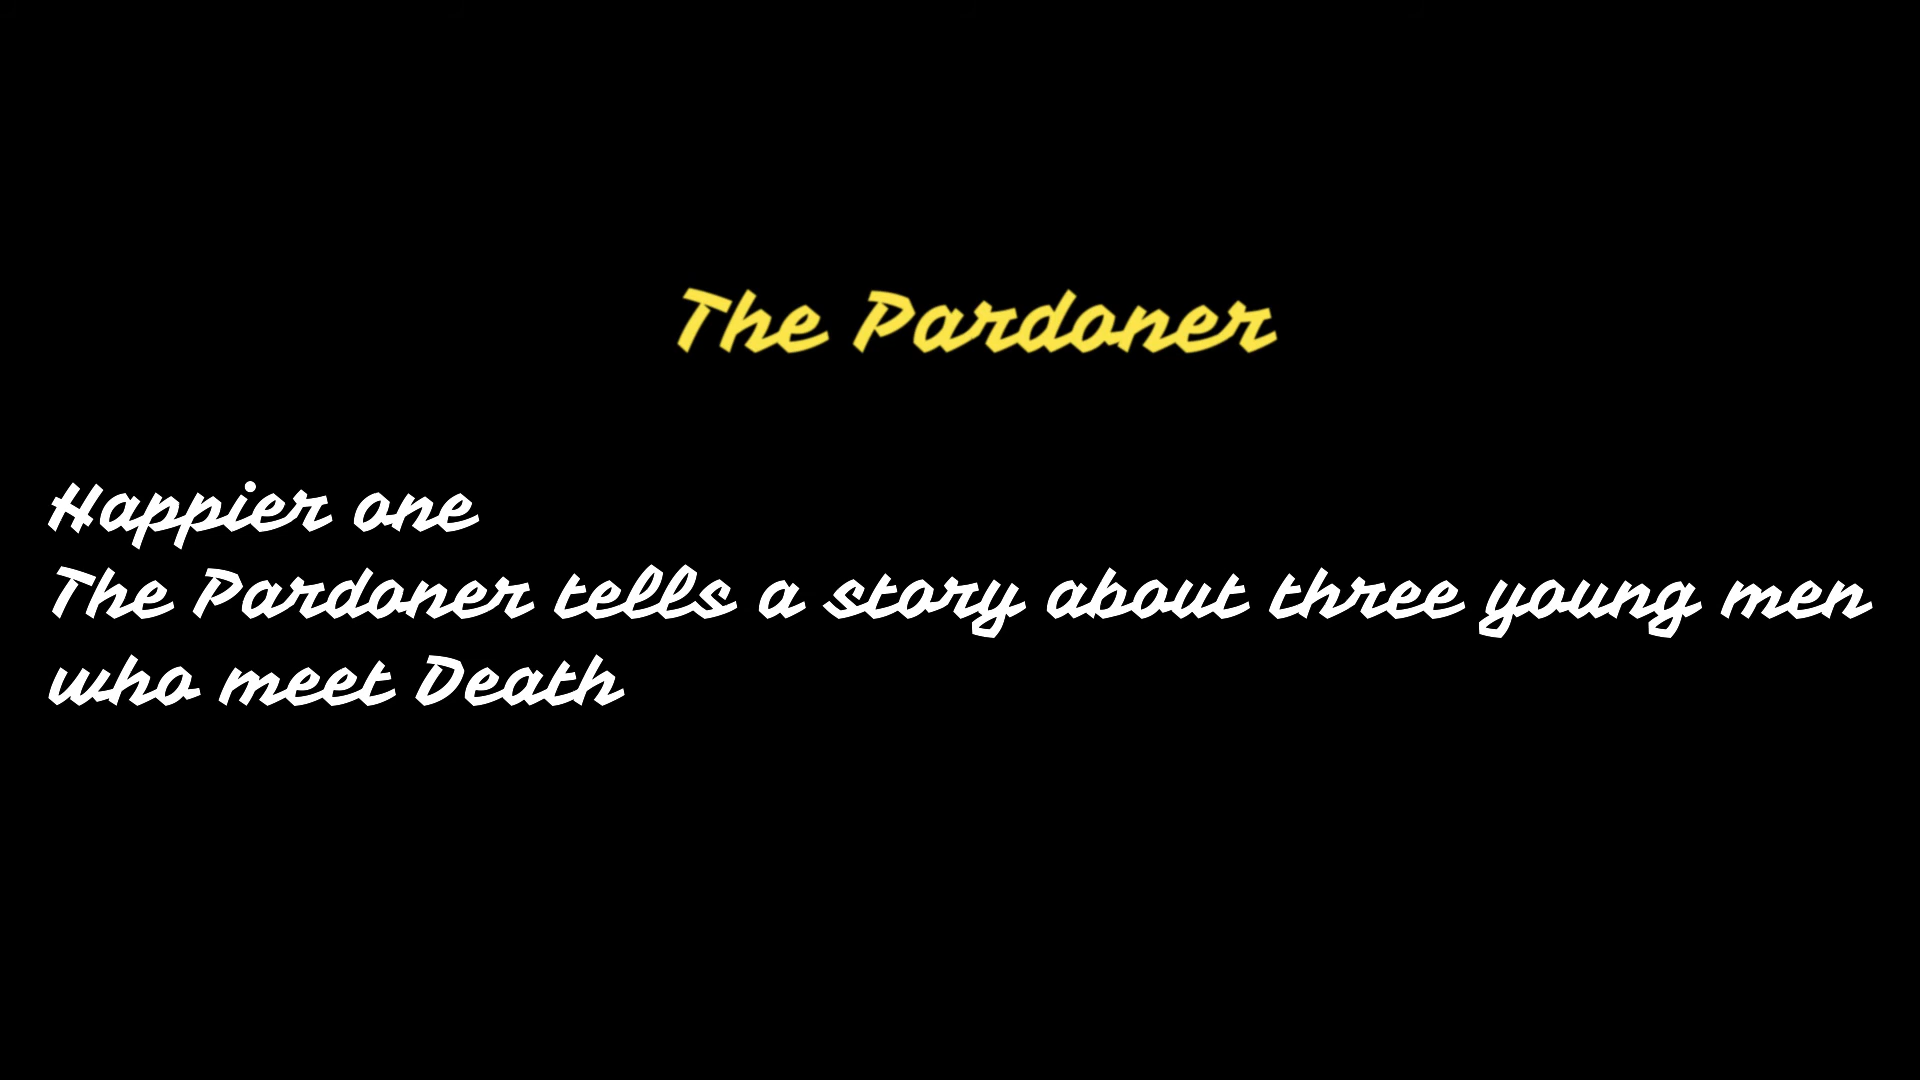 The Pardoner
Happier one
The Pardoner tells a story about three young men
who meet Death